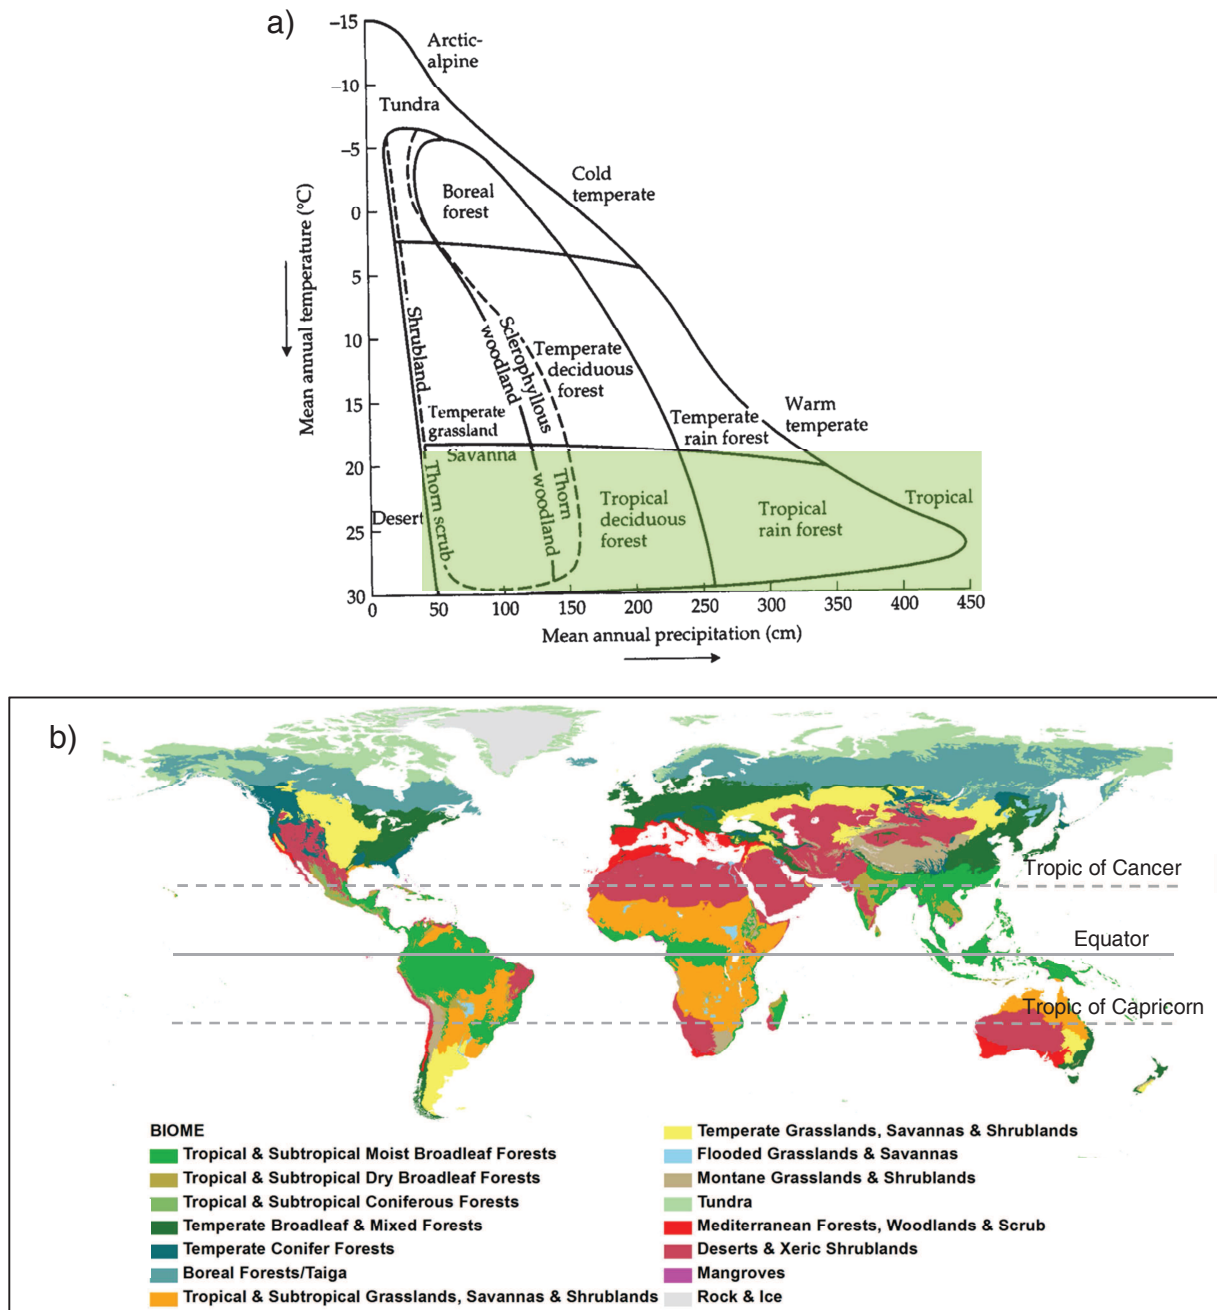 a)
−15
−10
−5
0
5
10
15
20
25
30
Mean annual temperature (°C)
Arctic-
alpine
Tundra
Cold
temperate
Boreal
forest
Shrubland
Sclerophyllous
woodland
Temperate
deciduous
forest
Temperate
grassland
Temperate
rain forest
Warm
temperate
Savanna
Thorn scrub
Thorn
woodland
Desert
Tropical
deciduous
forest
Tropical
rain forest
Tropical
0 50 100 150 200 250 300 350 400 450
Mean annual precipitation (cm)
b)
Tropic of Cancer
Equator
Tropic of Capricorn
BIOME
Tropical & Subtropical Moist Broadleaf Forests
Tropical & Subtropical Dry Broadleaf Forests
Tropical & Subtropical Coniferous Forests
Temperate Broadleaf & Mixed Forests
Temperate Conifer Forests
Boreal Forests/Taiga
Tropical & Subtropical Grasslands, Savannas & Shrublands
Temperate Grasslands, Savannas & Shrublands
Flooded Grasslands & Savannas
Montane Grasslands & Shrublands
Tundra
Mediterranean Forests, Woodlands & Scrub
Deserts & Xeric Shrublands
Mangroves
Rock & Ice